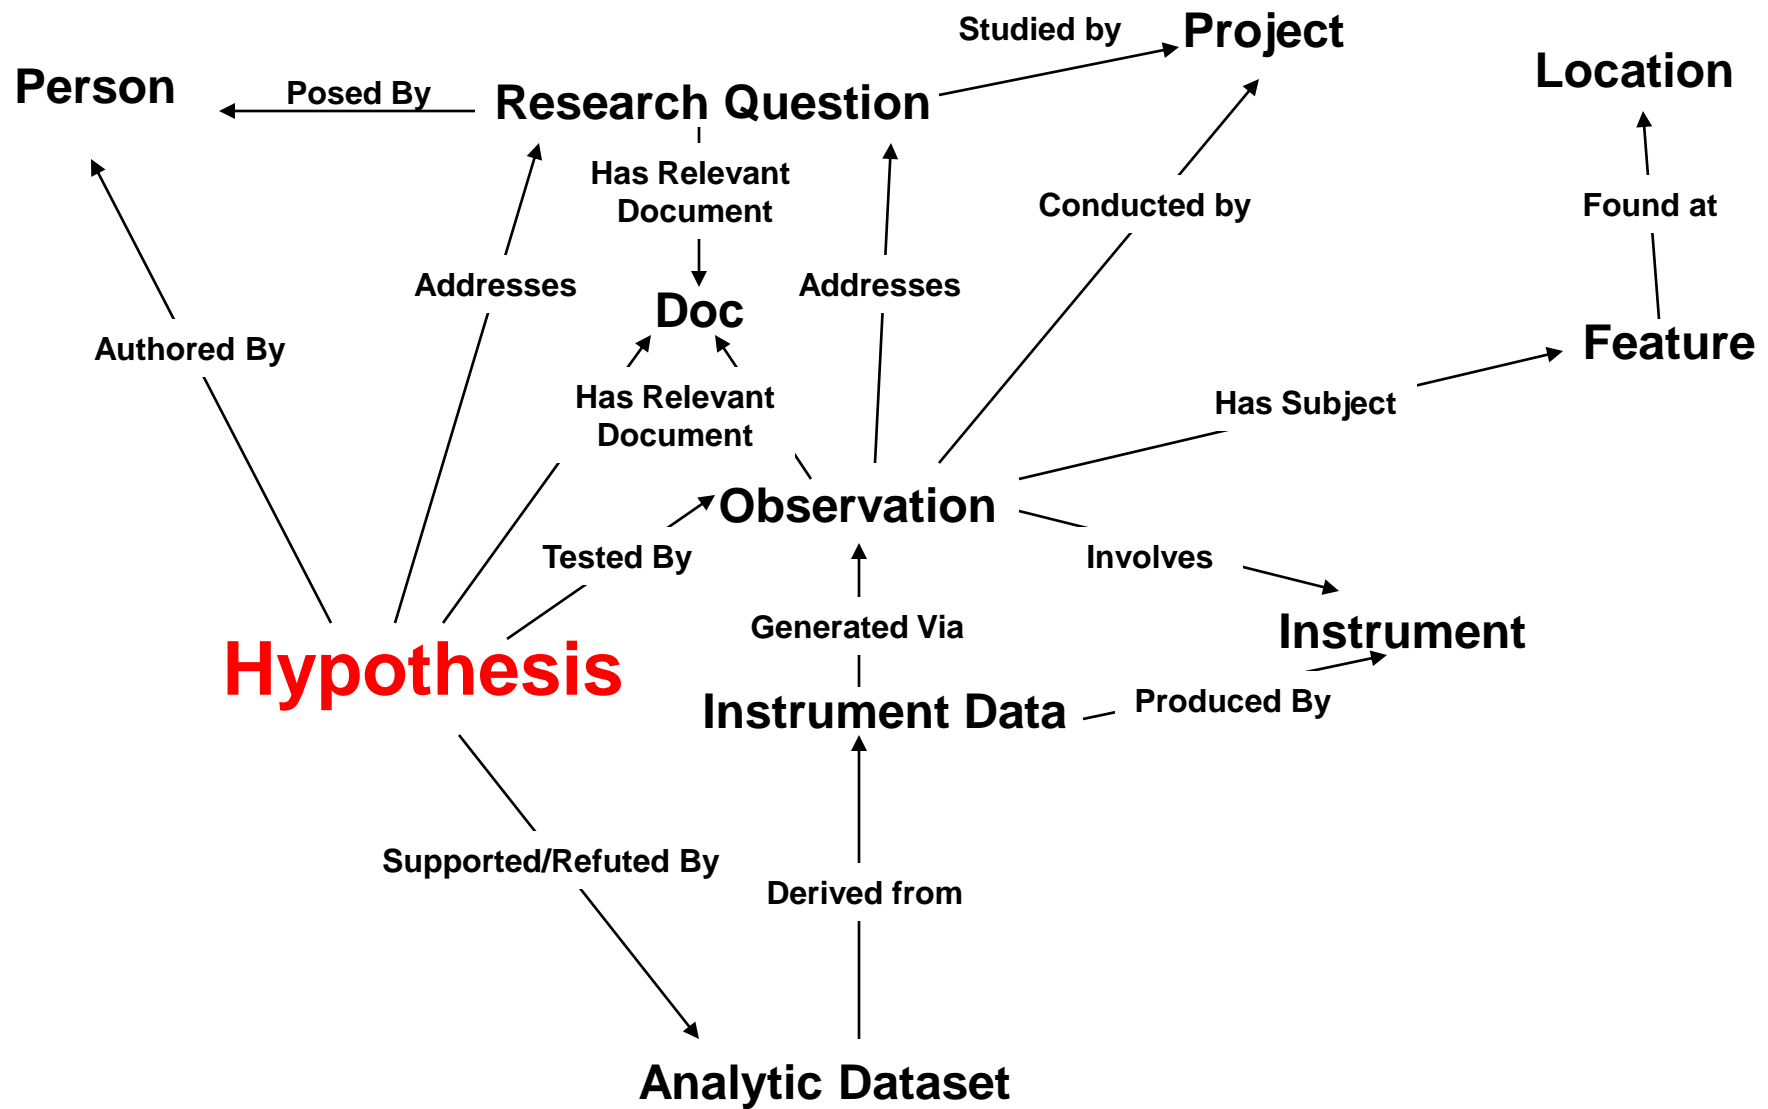 Studied by
Project
Location
Person
Posed By
Research Question
Has Relevant
Document
Conducted by
Found at
Addresses
Addresses
Doc
Authored By
Feature
Has Relevant
Document
Has Subject
Observation
Tested By
Involves
Generated Via
Instrument
Hypothesis
Instrument Data
Produced By
Supported/Refuted By
Derived from
Analytic Dataset